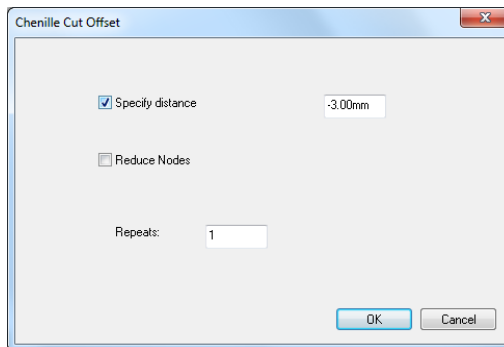 Chenille Cut Offset
Specify distance -3.00mm
Reduce Nodes
Repeats: 1
OK Cancel